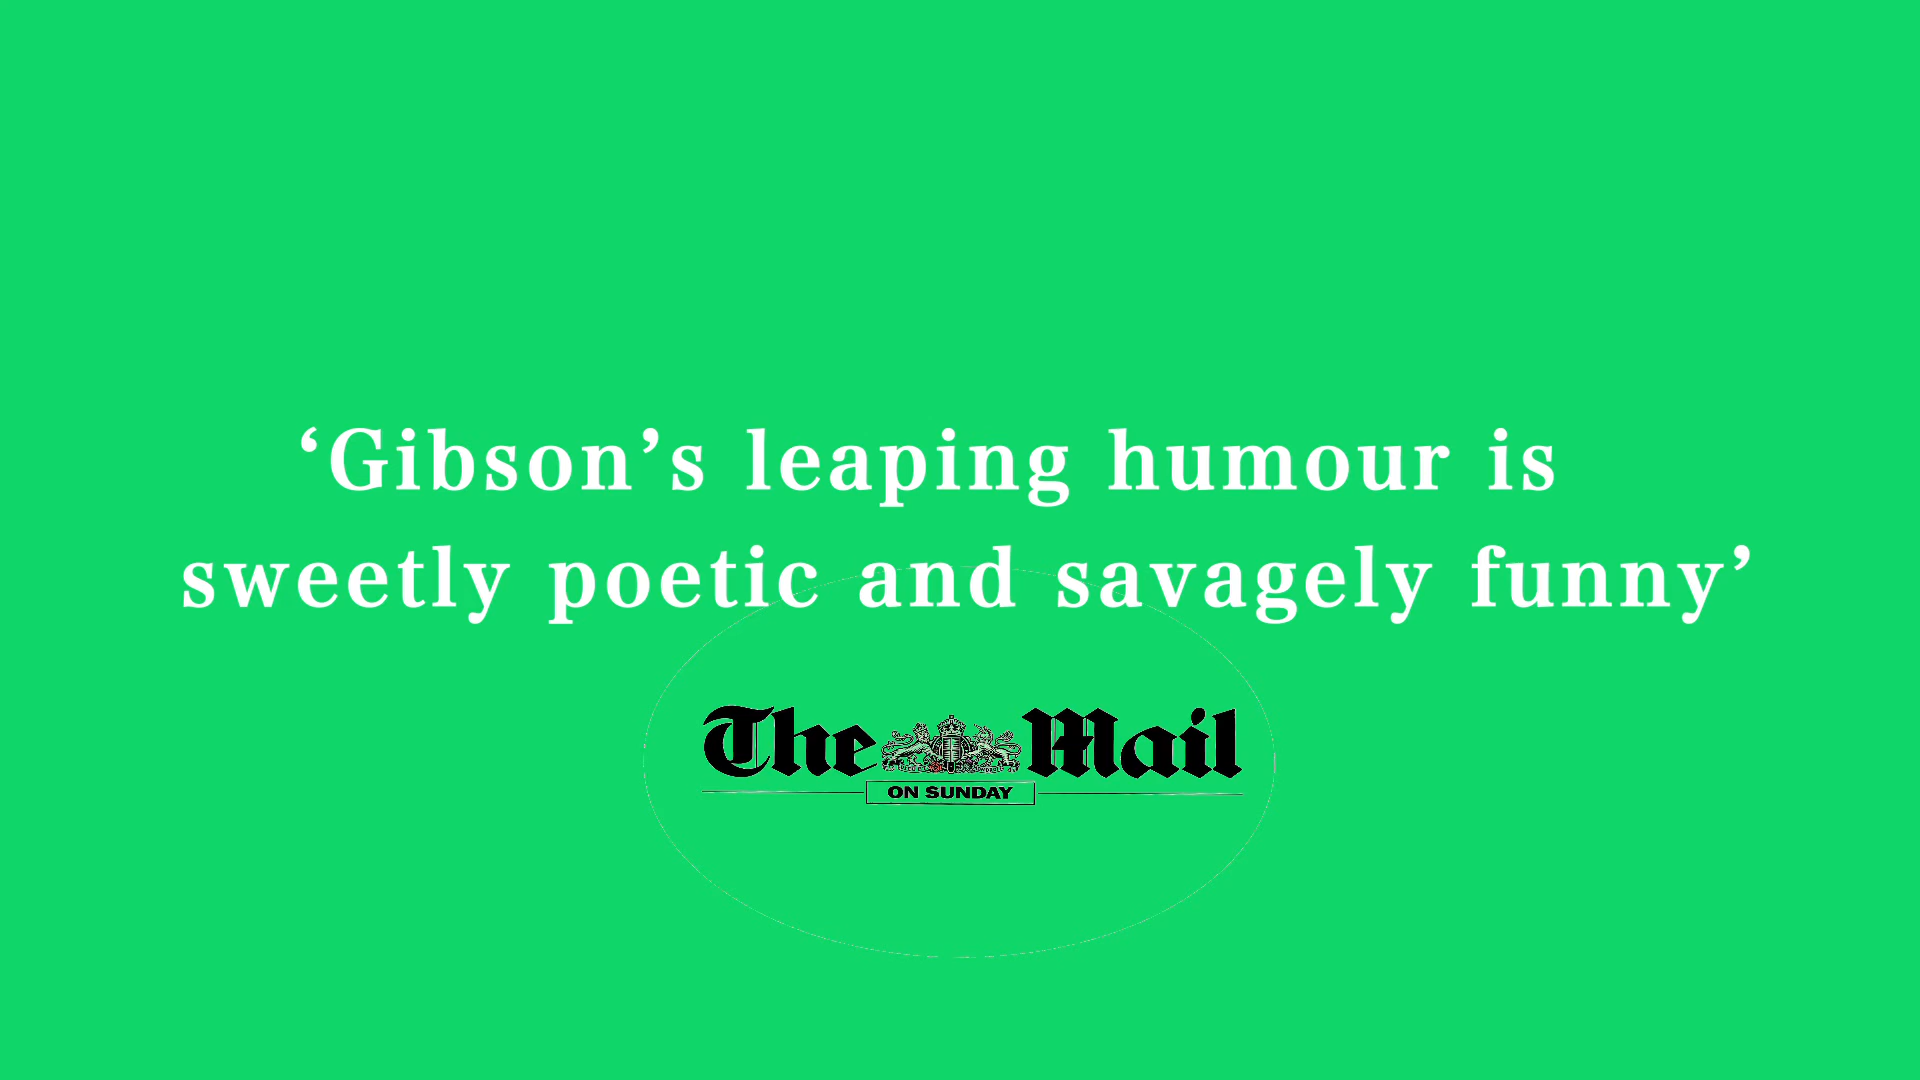 ‘Gibson’s leaping humour is
sweetly poetic and savagely funny’
The Mail
ON SUNDAY